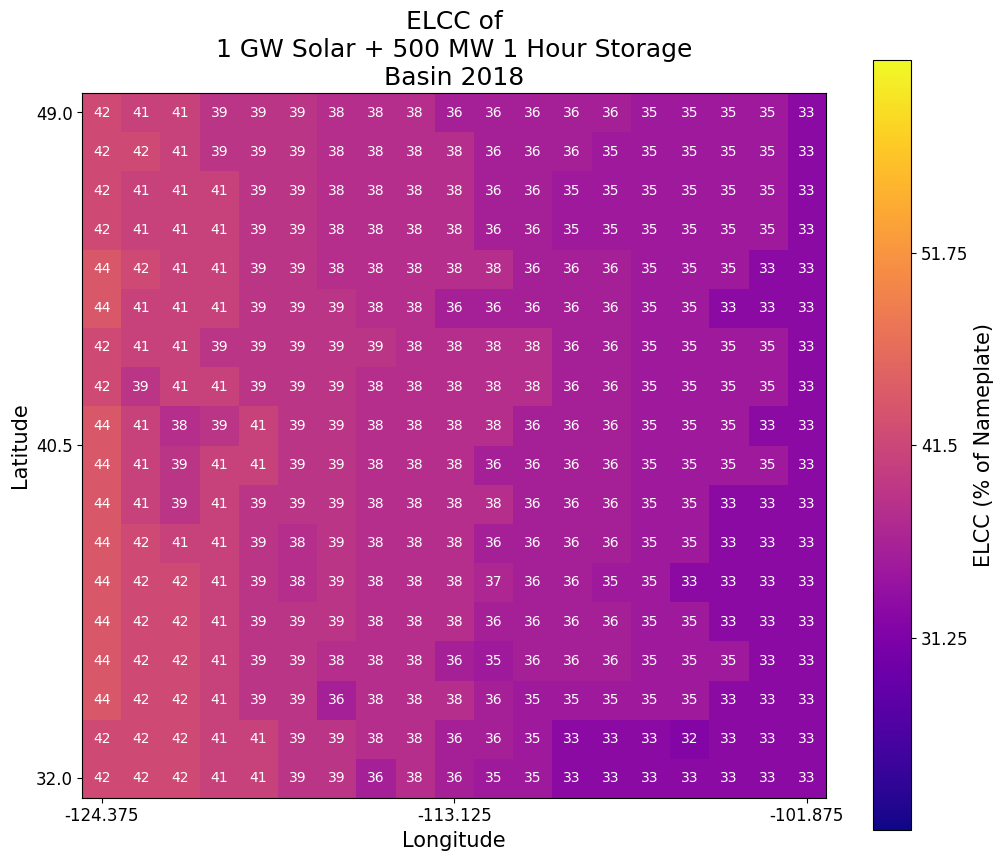 ELCC of
1 GW Solar + 500 MW 1 Hour Storage
Basin 2018
49.0
42 41 41 39 39 39 38 38 38 36 36 36 36 36 35 35 35 35 33
42 42 41 39 39 39 38 38 38 38 36 36 36 35 35 35 35 35 33
42 41 41 41 39 39 38 38 38 38 36 36 35 35 35 35 35 35 33
42 41 41 41 39 39 38 38 38 38 36 36 35 35 35 35 35 35 33
44 42 41 41 39 39 38 38 38 38 38 36 36 36 35 35 35 33 33
44 41 41 41 39 39 39 38 38 36 36 36 36 36 35 35 33 33 33
42 41 41 39 39 39 39 39 38 38 38 38 36 36 35 35 35 35 33
42 39 41 41 39 39 39 38 38 38 38 38 36 36 35 35 35 35 33
44 41 38 39 41 39 39 38 38 38 38 36 36 36 35 35 35 33 33
40.5
44 41 39 41 41 39 39 38 38 38 36 36 36 36 35 35 35 35 33
44 41 39 41 39 39 39 38 38 38 38 36 36 36 35 35 33 33 33
44 42 41 41 39 38 39 38 38 38 36 36 36 36 35 35 33 33 33
44 42 42 41 39 38 39 38 38 38 37 36 36 35 35 33 33 33 33
44 42 42 41 39 39 39 38 38 38 36 36 36 36 35 35 33 33 33
44 42 42 41 39 39 38 38 38 36 35 36 36 36 35 35 35 33 33
44 42 42 41 39 39 36 38 38 38 36 35 35 35 35 35 33 33 33
42 42 42 41 41 39 39 38 38 36 36 35 33 33 33 32 33 33 33
32.0
42 42 42 41 41 39 39 36 38 36 35 35 33 33 33 33 33 33 33
-124.375 -113.125 -101.875
Longitude
Latitude
51.75
41.5
31.25
ELCC (% of Nameplate)